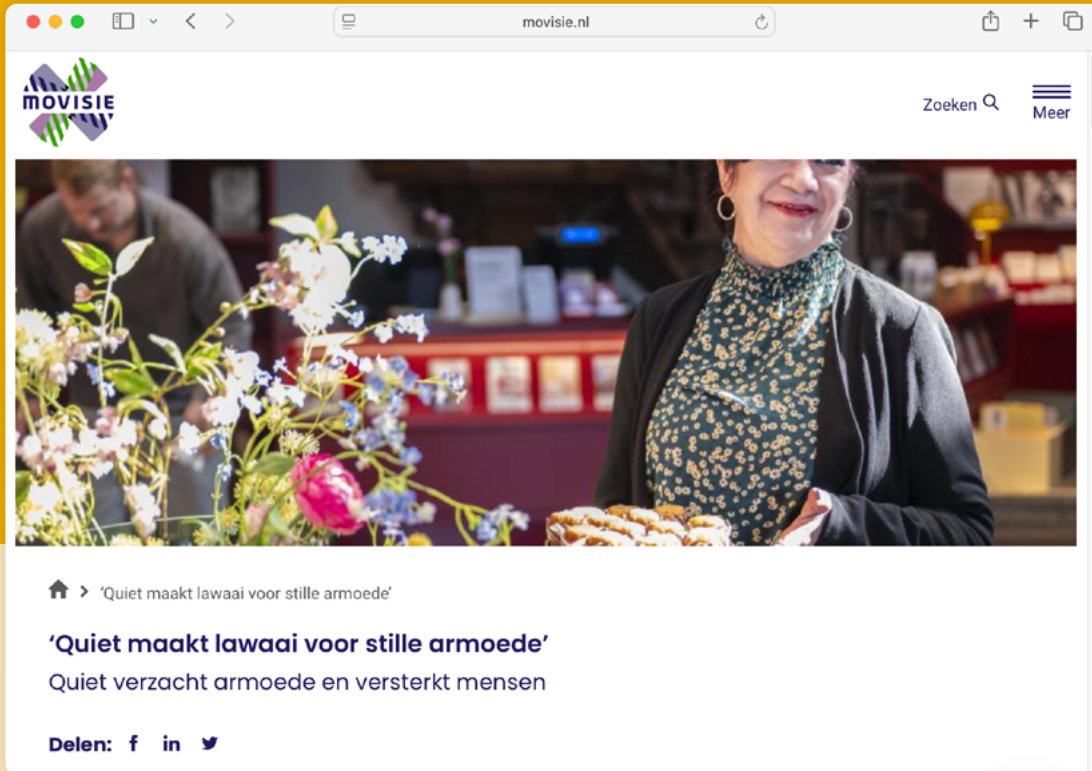 movisie.nl
MOVISIE
Zoeken
Meer
‘Quiet maakt lawaai voor stille armoede’
‘Quiet maakt lawaai voor stille armoede’
Quiet verzacht armoede en versterkt mensen
Delen: